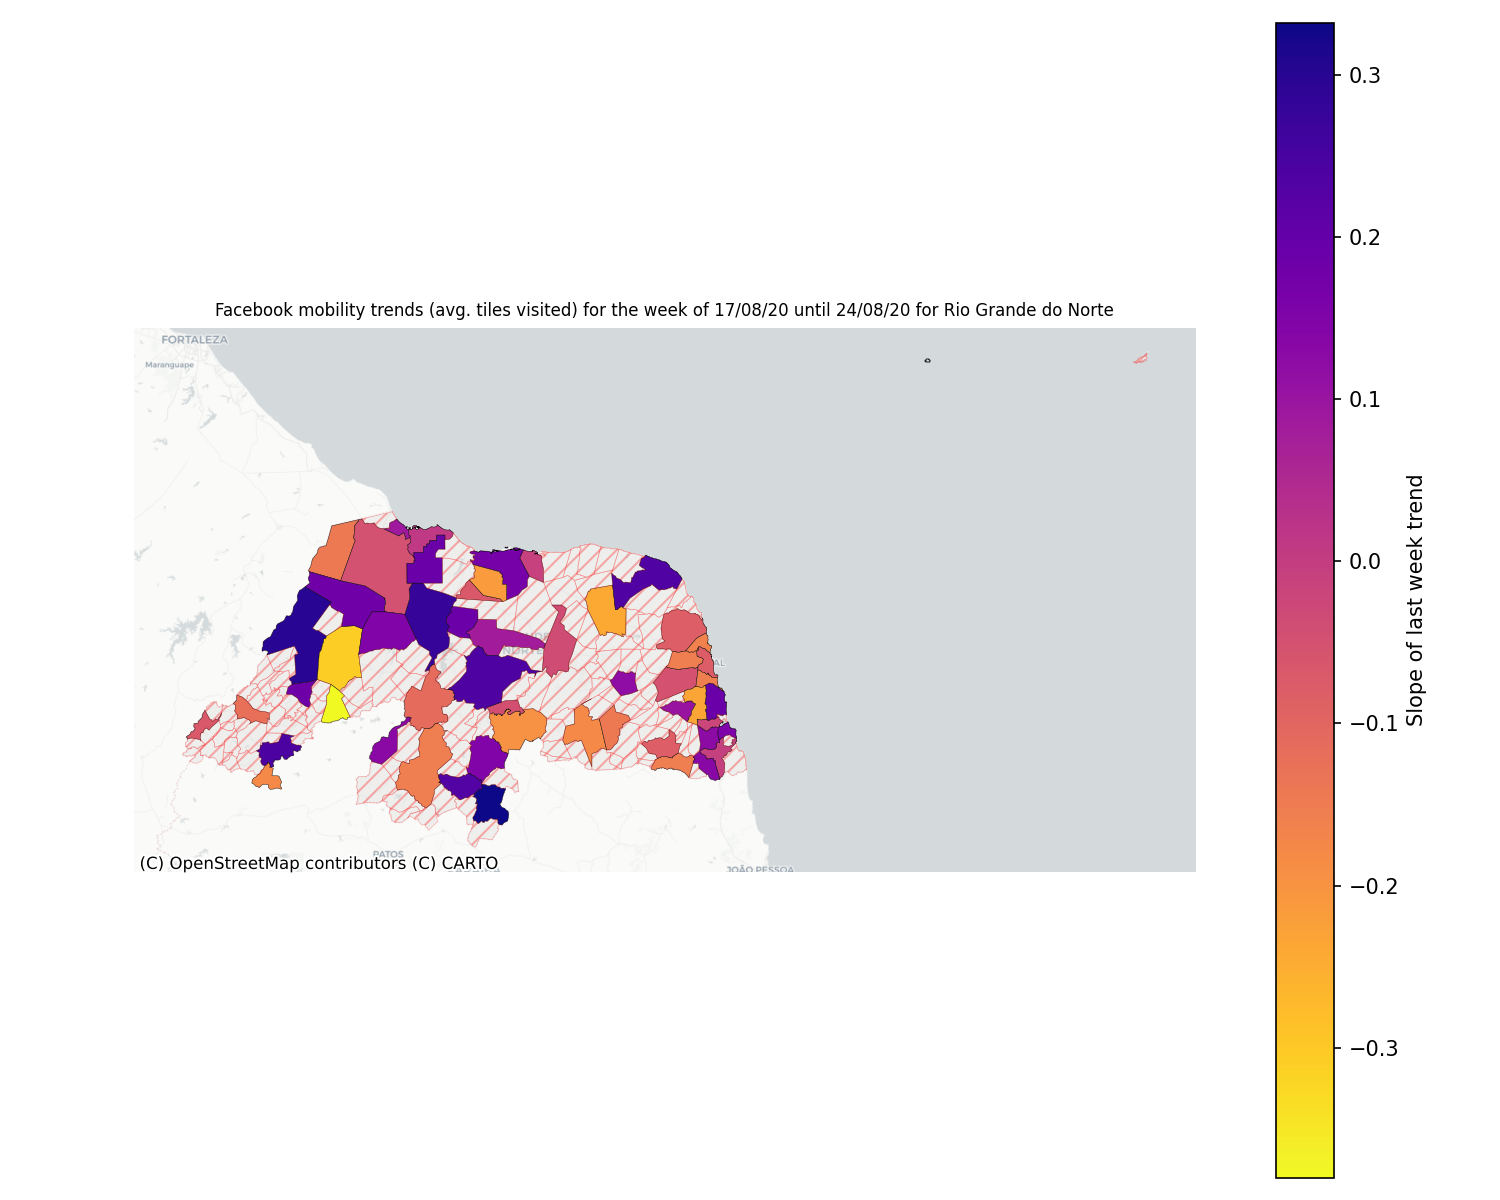 Facebook mobility trends (avg. tiles visited) for the week of 17/08/20 until 24/08/20 for Rio Grande do Norte
FORTALEZA
Maranguape
NORTE
AL
PATOS
JOÃO PESSOA
(C) OpenStreetMap contributors (C) CARTO
0.3
0.2
0.1
0.0
−0.1
−0.2
−0.3
Slope of last week trend